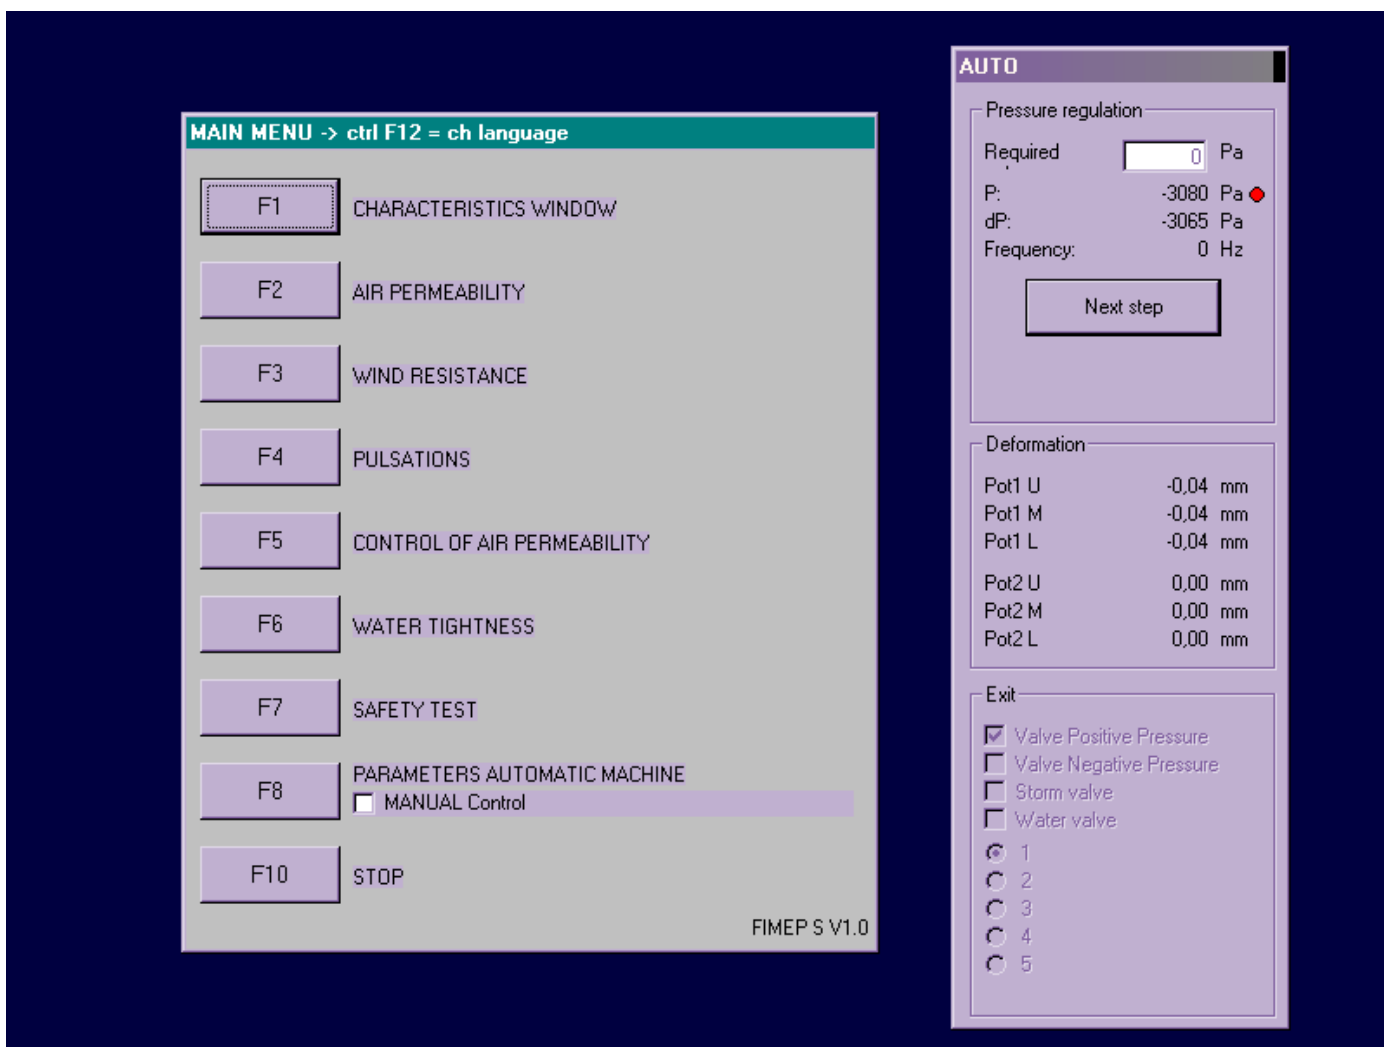 MAIN MENU -> ctrl F12 = ch language
F1 CHARACTERISTICS WINDOW
F2 AIR PERMEABILITY
F3 WIND RESISTANCE
F4 PULSATIONS
F5 CONTROL OF AIR PERMEABILITY
F6 WATER TIGHTNESS
F7 SAFETY TEST
F8 PARAMETERS AUTOMATIC MACHINE
MANUAL Control
F10 STOP
FIMEP S V1.0
AUTO
Pressure regulation
Required 0 Pa
P: -3080 Pa
dP: -3065 Pa
Frequency: 0 Hz
Next step
Deformation
Pot1 U -0,04 mm
Pot1 M -0,04 mm
Pot1 L -0,04 mm
Pot2 U 0,00 mm
Pot2 M 0,00 mm
Pot2 L 0,00 mm
Exit
Valve Positive Pressure
Valve Negative Pressure
Storm valve
Water valve
1
2
3
4
5